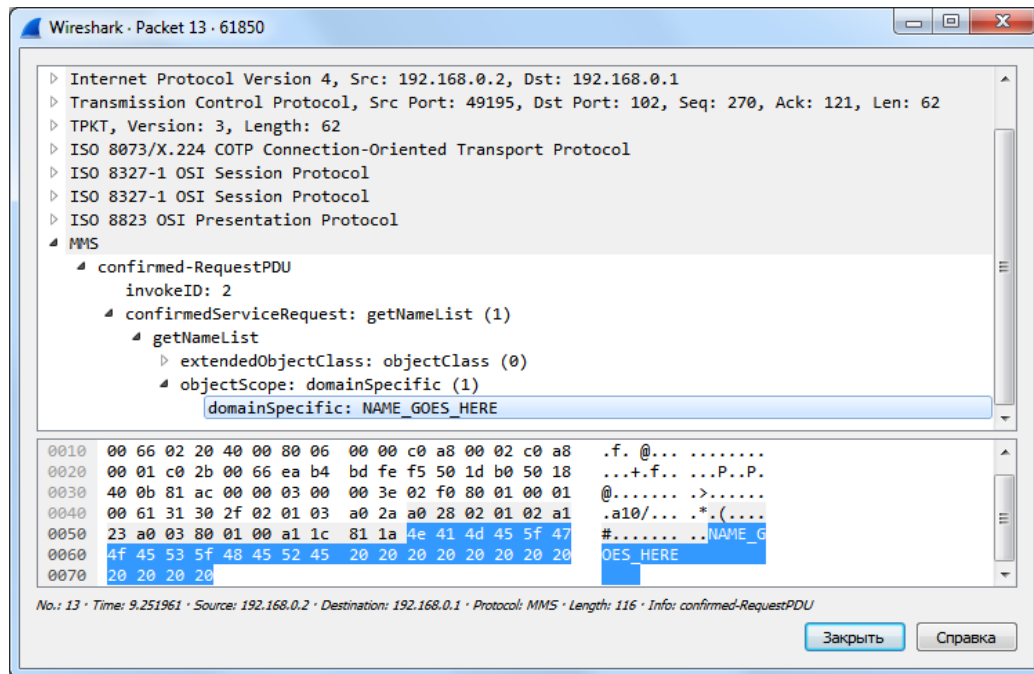 Wireshark · Packet 13 · 61850
Internet Protocol Version 4, Src: 192.168.0.2, Dst: 192.168.0.1
Transmission Control Protocol, Src Port: 49195, Dst Port: 102, Seq: 270, Ack: 121, Len: 62
TPKT, Version: 3, Length: 62
ISO 8073/X.224 COTP Connection-Oriented Transport Protocol
ISO 8327-1 OSI Session Protocol
ISO 8327-1 OSI Session Protocol
ISO 8823 OSI Presentation Protocol
MMS
confirmed-RequestPDU
invokeID: 2
confirmedServiceRequest: getNameList (1)
getNameList
extendedObjectClass: objectClass (0)
objectScope: domainSpecific (1)
domainSpecific: NAME_GOES_HERE
0010 00 66 02 20 40 00 80 06 00 00 c0 a8 00 02 c0 a8 .f. @... ........
0020 00 01 c0 2b 00 66 ea b4 bd fe f5 50 1d b0 50 18 ...+.f.. ...P..P.
0030 40 0b 81 ac 00 00 03 00 00 3e 02 f0 80 01 00 01 @....... .>......
0040 00 61 31 30 2f 02 01 03 a0 2a a0 28 02 01 02 a1 .a10/... .*.(....
0050 23 a0 03 80 01 00 a1 1c 81 1a 4e 41 4d 45 5f 47 #....... ..NAME_G
0060 4f 45 53 5f 48 45 52 45 20 20 20 20 20 20 20 20 OES_HERE
0070 20 20 20 20
No.: 13 · Time: 9.251961 · Source: 192.168.0.2 · Destination: 192.168.0.1 · Protocol: MMS · Length: 116 · Info: confirmed-RequestPDU
Закрыть Справка